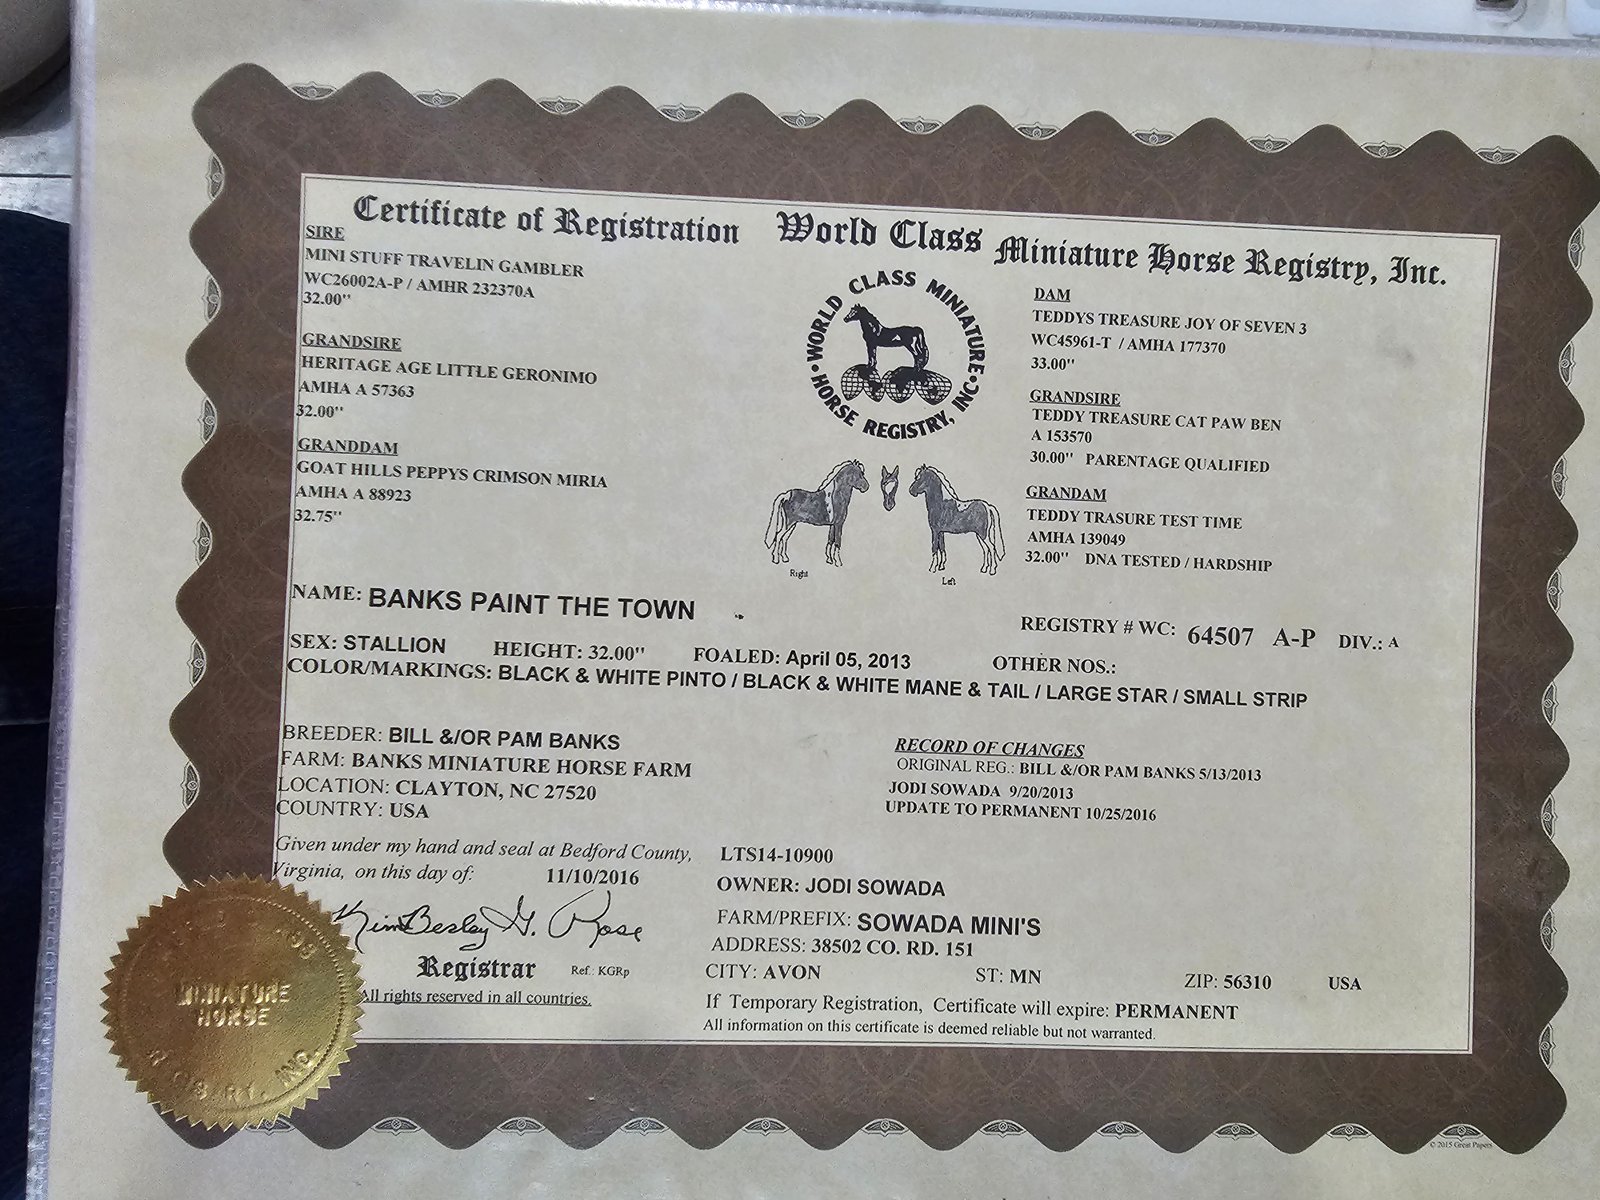 Certificate of Registration World Class Miniature Horse Registry, Inc.
SIRE
MINI STUFF TRAVELIN GAMBLER
WC26002A-P / AMHR 232370A
32.00"
GRANDSIRE
HERITAGE AGE LITTLE GERONIMO
AMHA A 57363
32.00"
GRANDDAM
GOAT HILLS PEPPYS CRIMSON MIRIA
AMHA A 88923
32.75"
WORLD CLASS MINIATURE
HORSE REGISTRY, INC.
Right
Left
DAM
TEDDYS TREASURE JOY OF SEVEN 3
WC45961-T / AMHA 177370
33.00"
GRANDSIRE
TEDDY TREASURE CAT PAW BEN
A 153570
30.00" PARENTAGE QUALIFIED
GRANDAM
TEDDY TRASURE TEST TIME
AMHA 139049
32.00" DNA TESTED / HARDSHIP
NAME: BANKS PAINT THE TOWN
REGISTRY # WC: 64507 A-P DIV.: A
SEX: STALLION HEIGHT: 32.00" FOALED: April 05, 2013 OTHER NOS.:
COLOR/MARKINGS: BLACK & WHITE PINTO / BLACK & WHITE MANE & TAIL / LARGE STAR / SMALL STRIP
BREEDER: BILL &/OR PAM BANKS
FARM: BANKS MINIATURE HORSE FARM
LOCATION: CLAYTON, NC 27520
COUNTRY: USA
RECORD OF CHANGES
ORIGINAL REG.: BILL &/OR PAM BANKS 5/13/2013
JODI SOWADA 9/20/2013
UPDATE TO PERMANENT 10/25/2016
Given under my hand and seal at Bedford County,
Virginia, on this day of: 11/10/2016
KimBesley G. Rose
Registrar Ref.: KGRp
All rights reserved in all countries.
LTS14-10900
OWNER: JODI SOWADA
FARM/PREFIX: SOWADA MINI'S
ADDRESS: 38502 CO. RD. 151
CITY: AVON ST: MN ZIP: 56310 USA
If Temporary Registration, Certificate will expire: PERMANENT
All information on this certificate is deemed reliable but not warranted.
MINIATURE
HORSE
© 2015 Great Papers